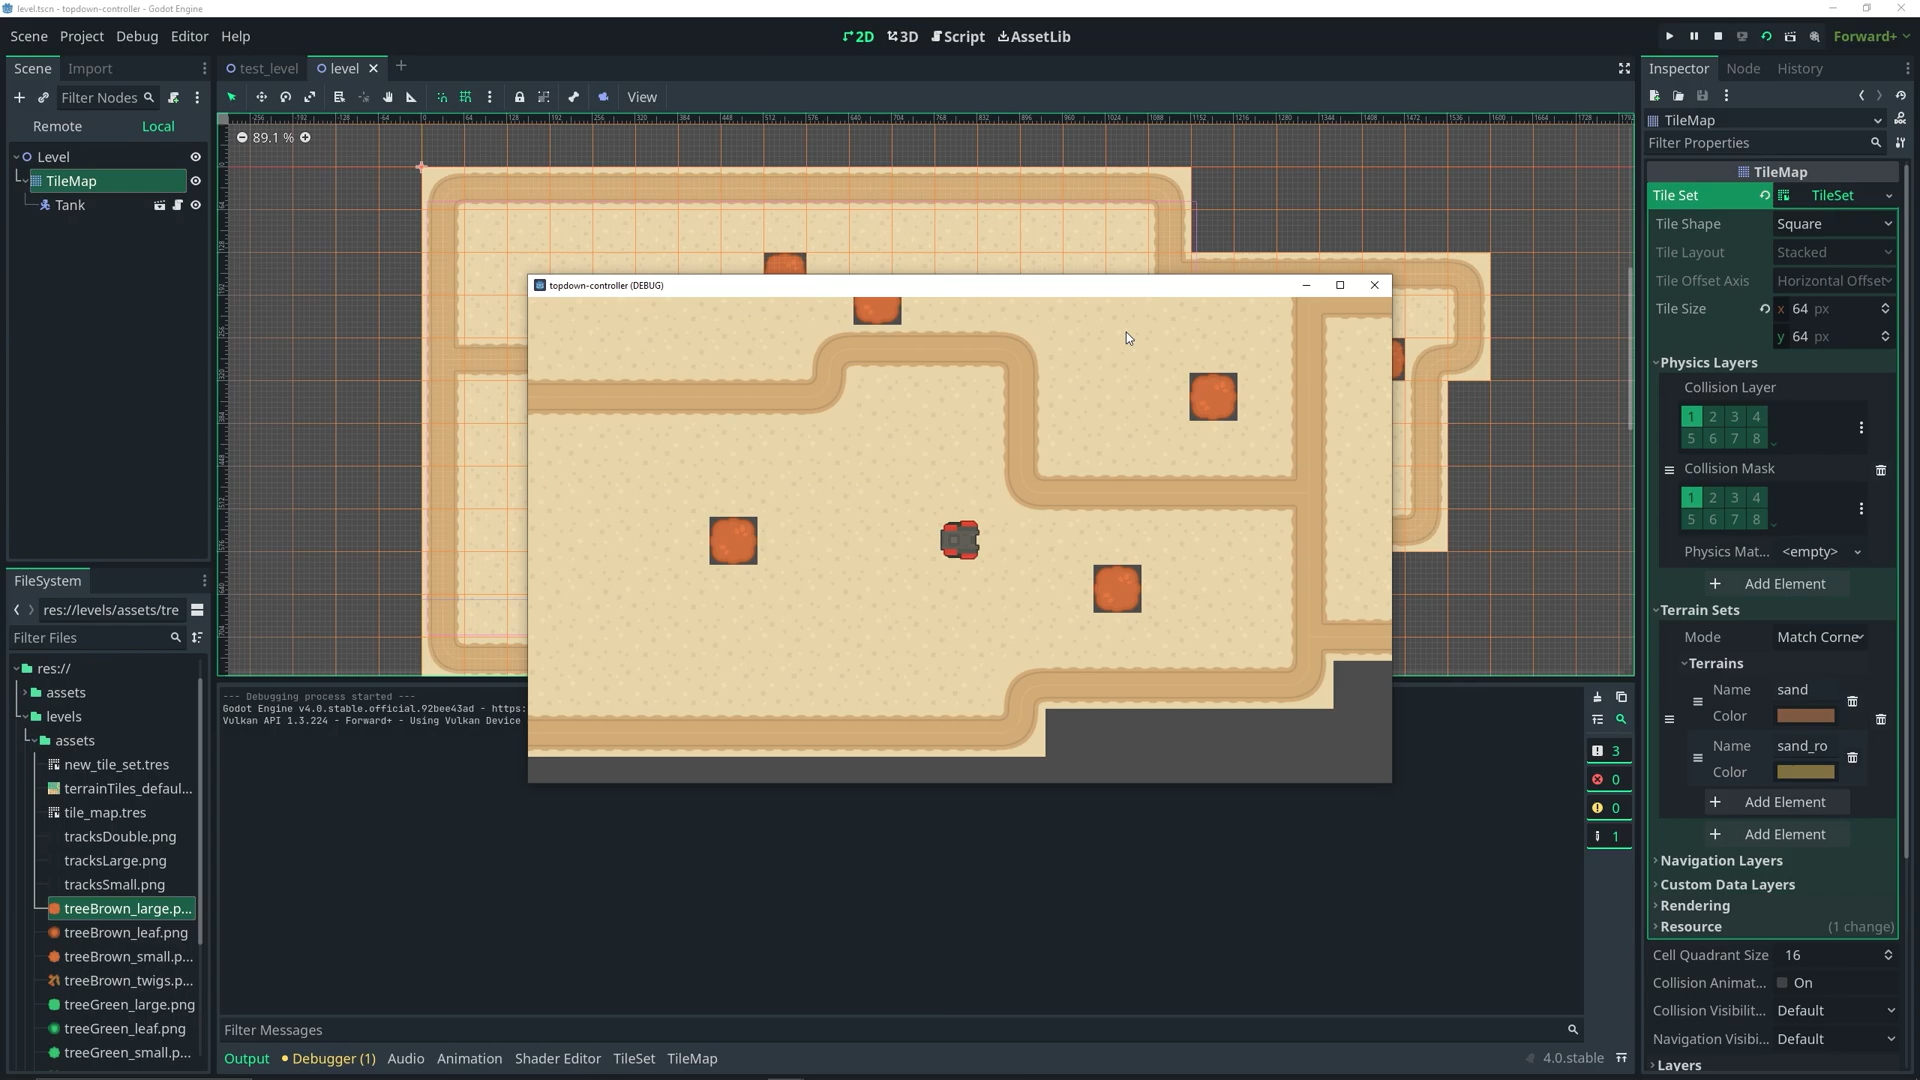 level.tscn - topdown-controller - Godot Engine
Scene Project Debug Editor Help
2D 3D Script AssetLib
Forward+
Scene Import
test_level level
Inspector Node History
Filter Nodes
View
Remote Local
TileMap
89.1 %
Filter Properties
Level
TileMap
Tank
TileMap
Tile Set TileSet
Tile Shape Square
Tile Layout Stacked
Tile Offset Axis Horizontal Offset
Tile Size x 64 px
y 64 px
Physics Layers
Collision Layer
1 2 3 4
5 6 7 8
Collision Mask
1 2 3 4
5 6 7 8
Physics Mat... <empty>
Add Element
Terrain Sets
Mode Match Corne
Terrains
Name sand
Color
Name sand_ro
Color
Add Element
Add Element
Navigation Layers
Custom Data Layers
Rendering
Resource (1 change)
Cell Quadrant Size 16
Collision Animat... On
Collision Visibilit... Default
Navigation Visibi... Default
Layers
topdown-controller (DEBUG)
FileSystem
res://levels/assets/tre
Filter Files
res://
assets
levels
assets
new_tile_set.tres
terrainTiles_defaul...
tile_map.tres
tracksDouble.png
tracksLarge.png
tracksSmall.png
treeBrown_large.p...
treeBrown_leaf.png
treeBrown_small.p...
treeBrown_twigs.p...
treeGreen_large.png
treeGreen_leaf.png
treeGreen_small.p...
--- Debugging process started ---
Godot Engine v4.0.stable.official.92bee43ad - https:
Vulkan API 1.3.224 - Forward+ - Using Vulkan Device
3
0
0
1
Filter Messages
Output Debugger (1) Audio Animation Shader Editor TileSet TileMap
4.0.stable